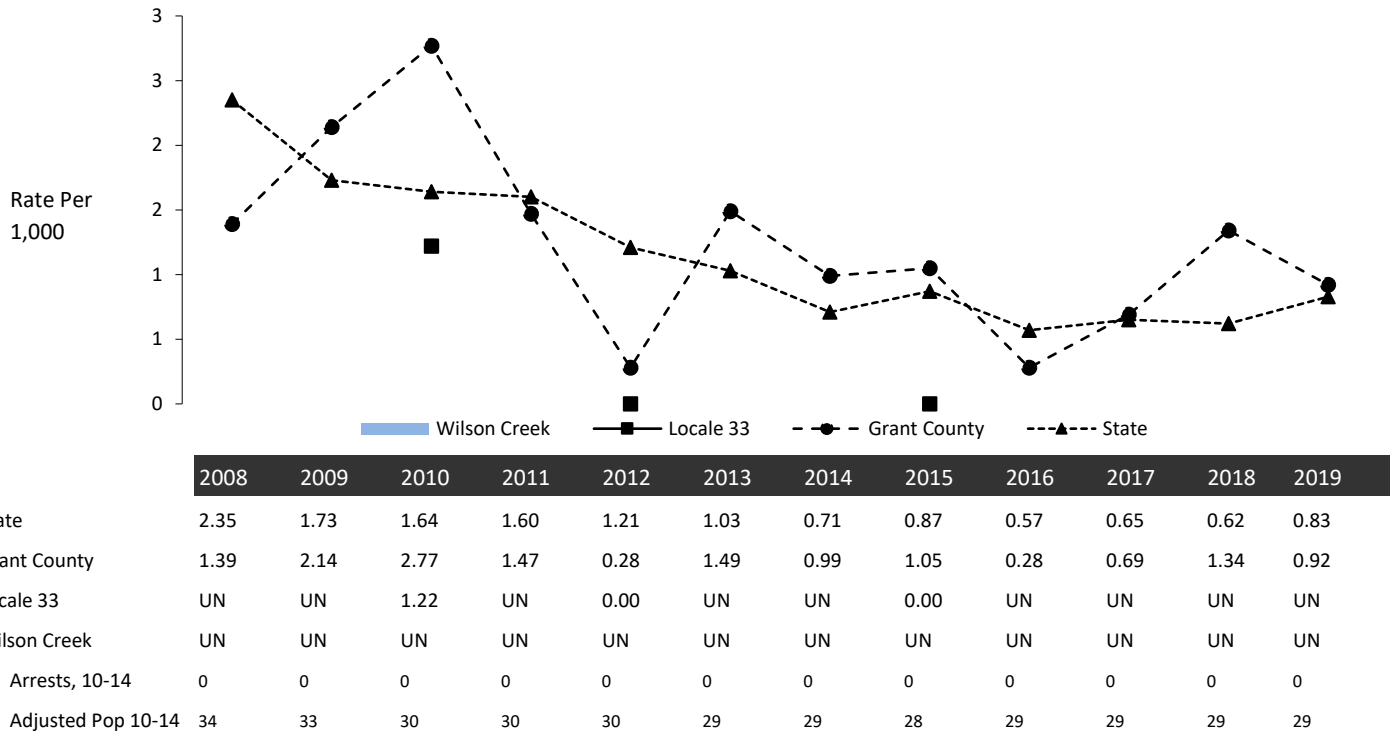 3
3
2
2
1
1
0
Rate Per
1,000
Wilson Creek Locale 33 Grant County State
2008 2009 2010 2011 2012 2013 2014 2015 2016 2017 2018 2019
ate 2.35 1.73 1.64 1.60 1.21 1.03 0.71 0.87 0.57 0.65 0.62 0.83
ant County 1.39 2.14 2.77 1.47 0.28 1.49 0.99 1.05 0.28 0.69 1.34 0.92
cale 33 UN UN 1.22 UN 0.00 UN UN 0.00 UN UN UN UN
ilson Creek UN UN UN UN UN UN UN UN UN UN UN UN
Arrests, 10-14 0 0 0 0 0 0 0 0 0 0 0 0
Adjusted Pop 10-14 34 33 30 30 30 29 29 28 29 29 29 29